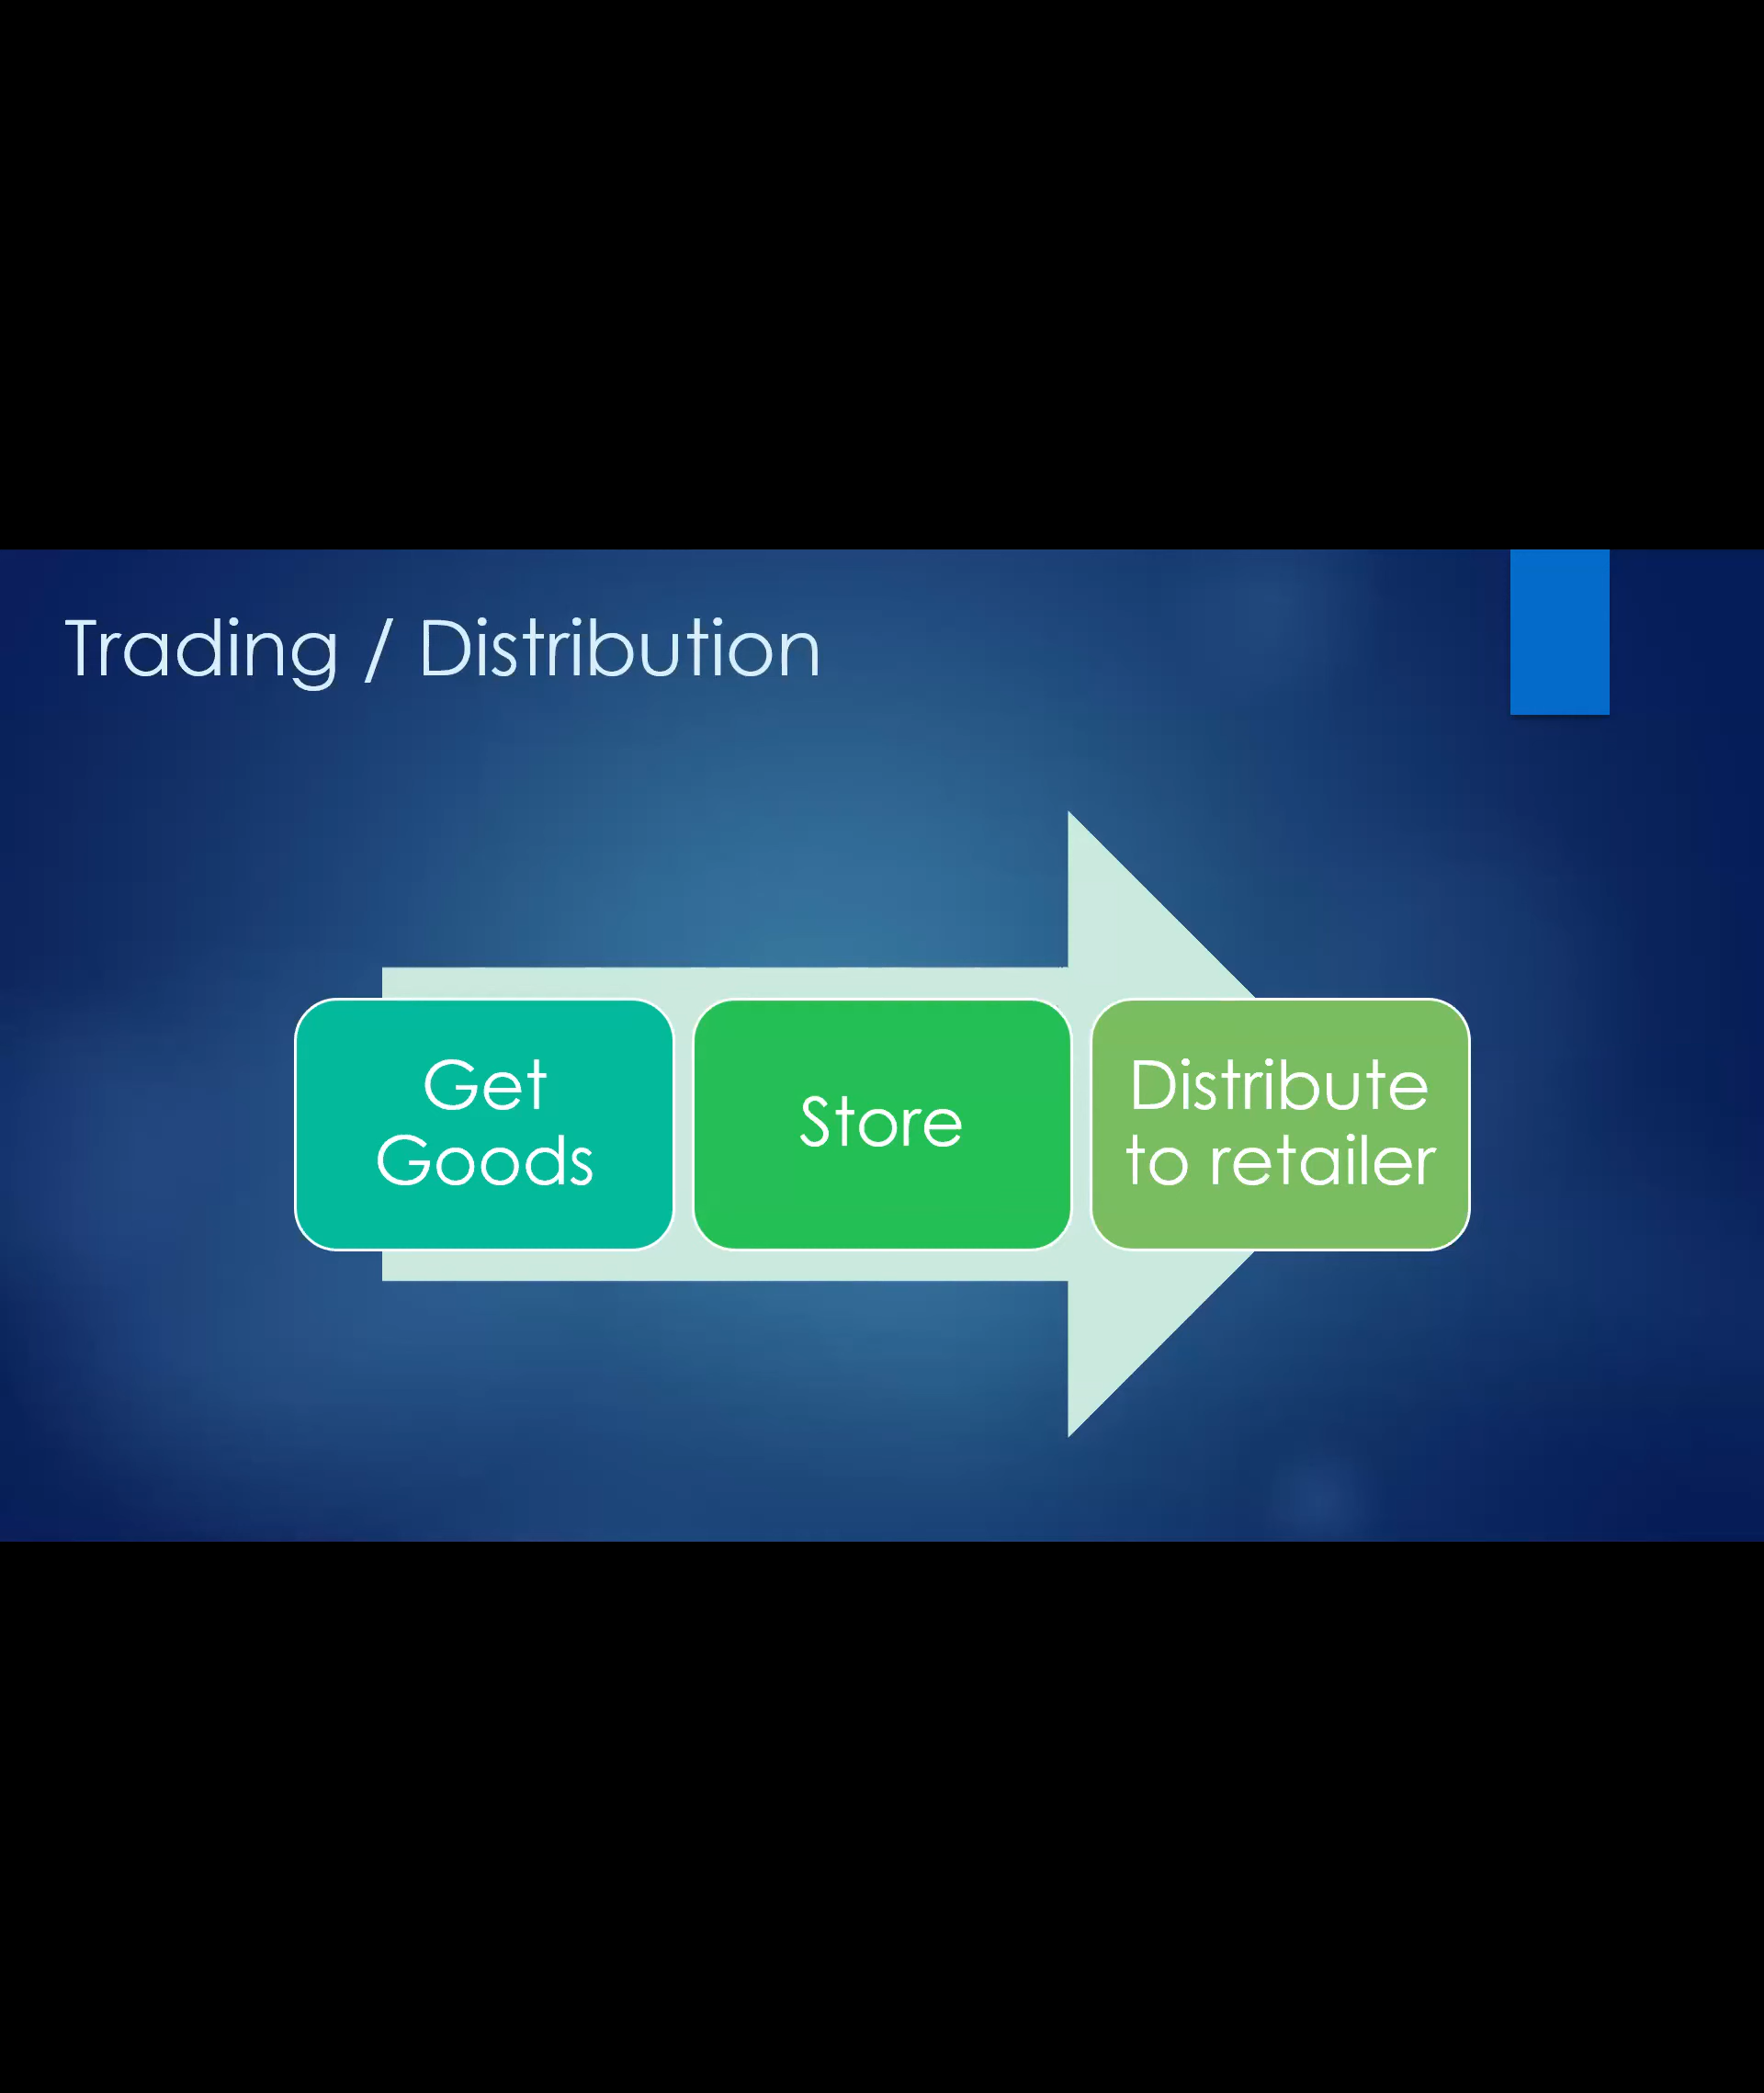 Trading / Distribution
Get
Goods
Store
Distribute
to retailer